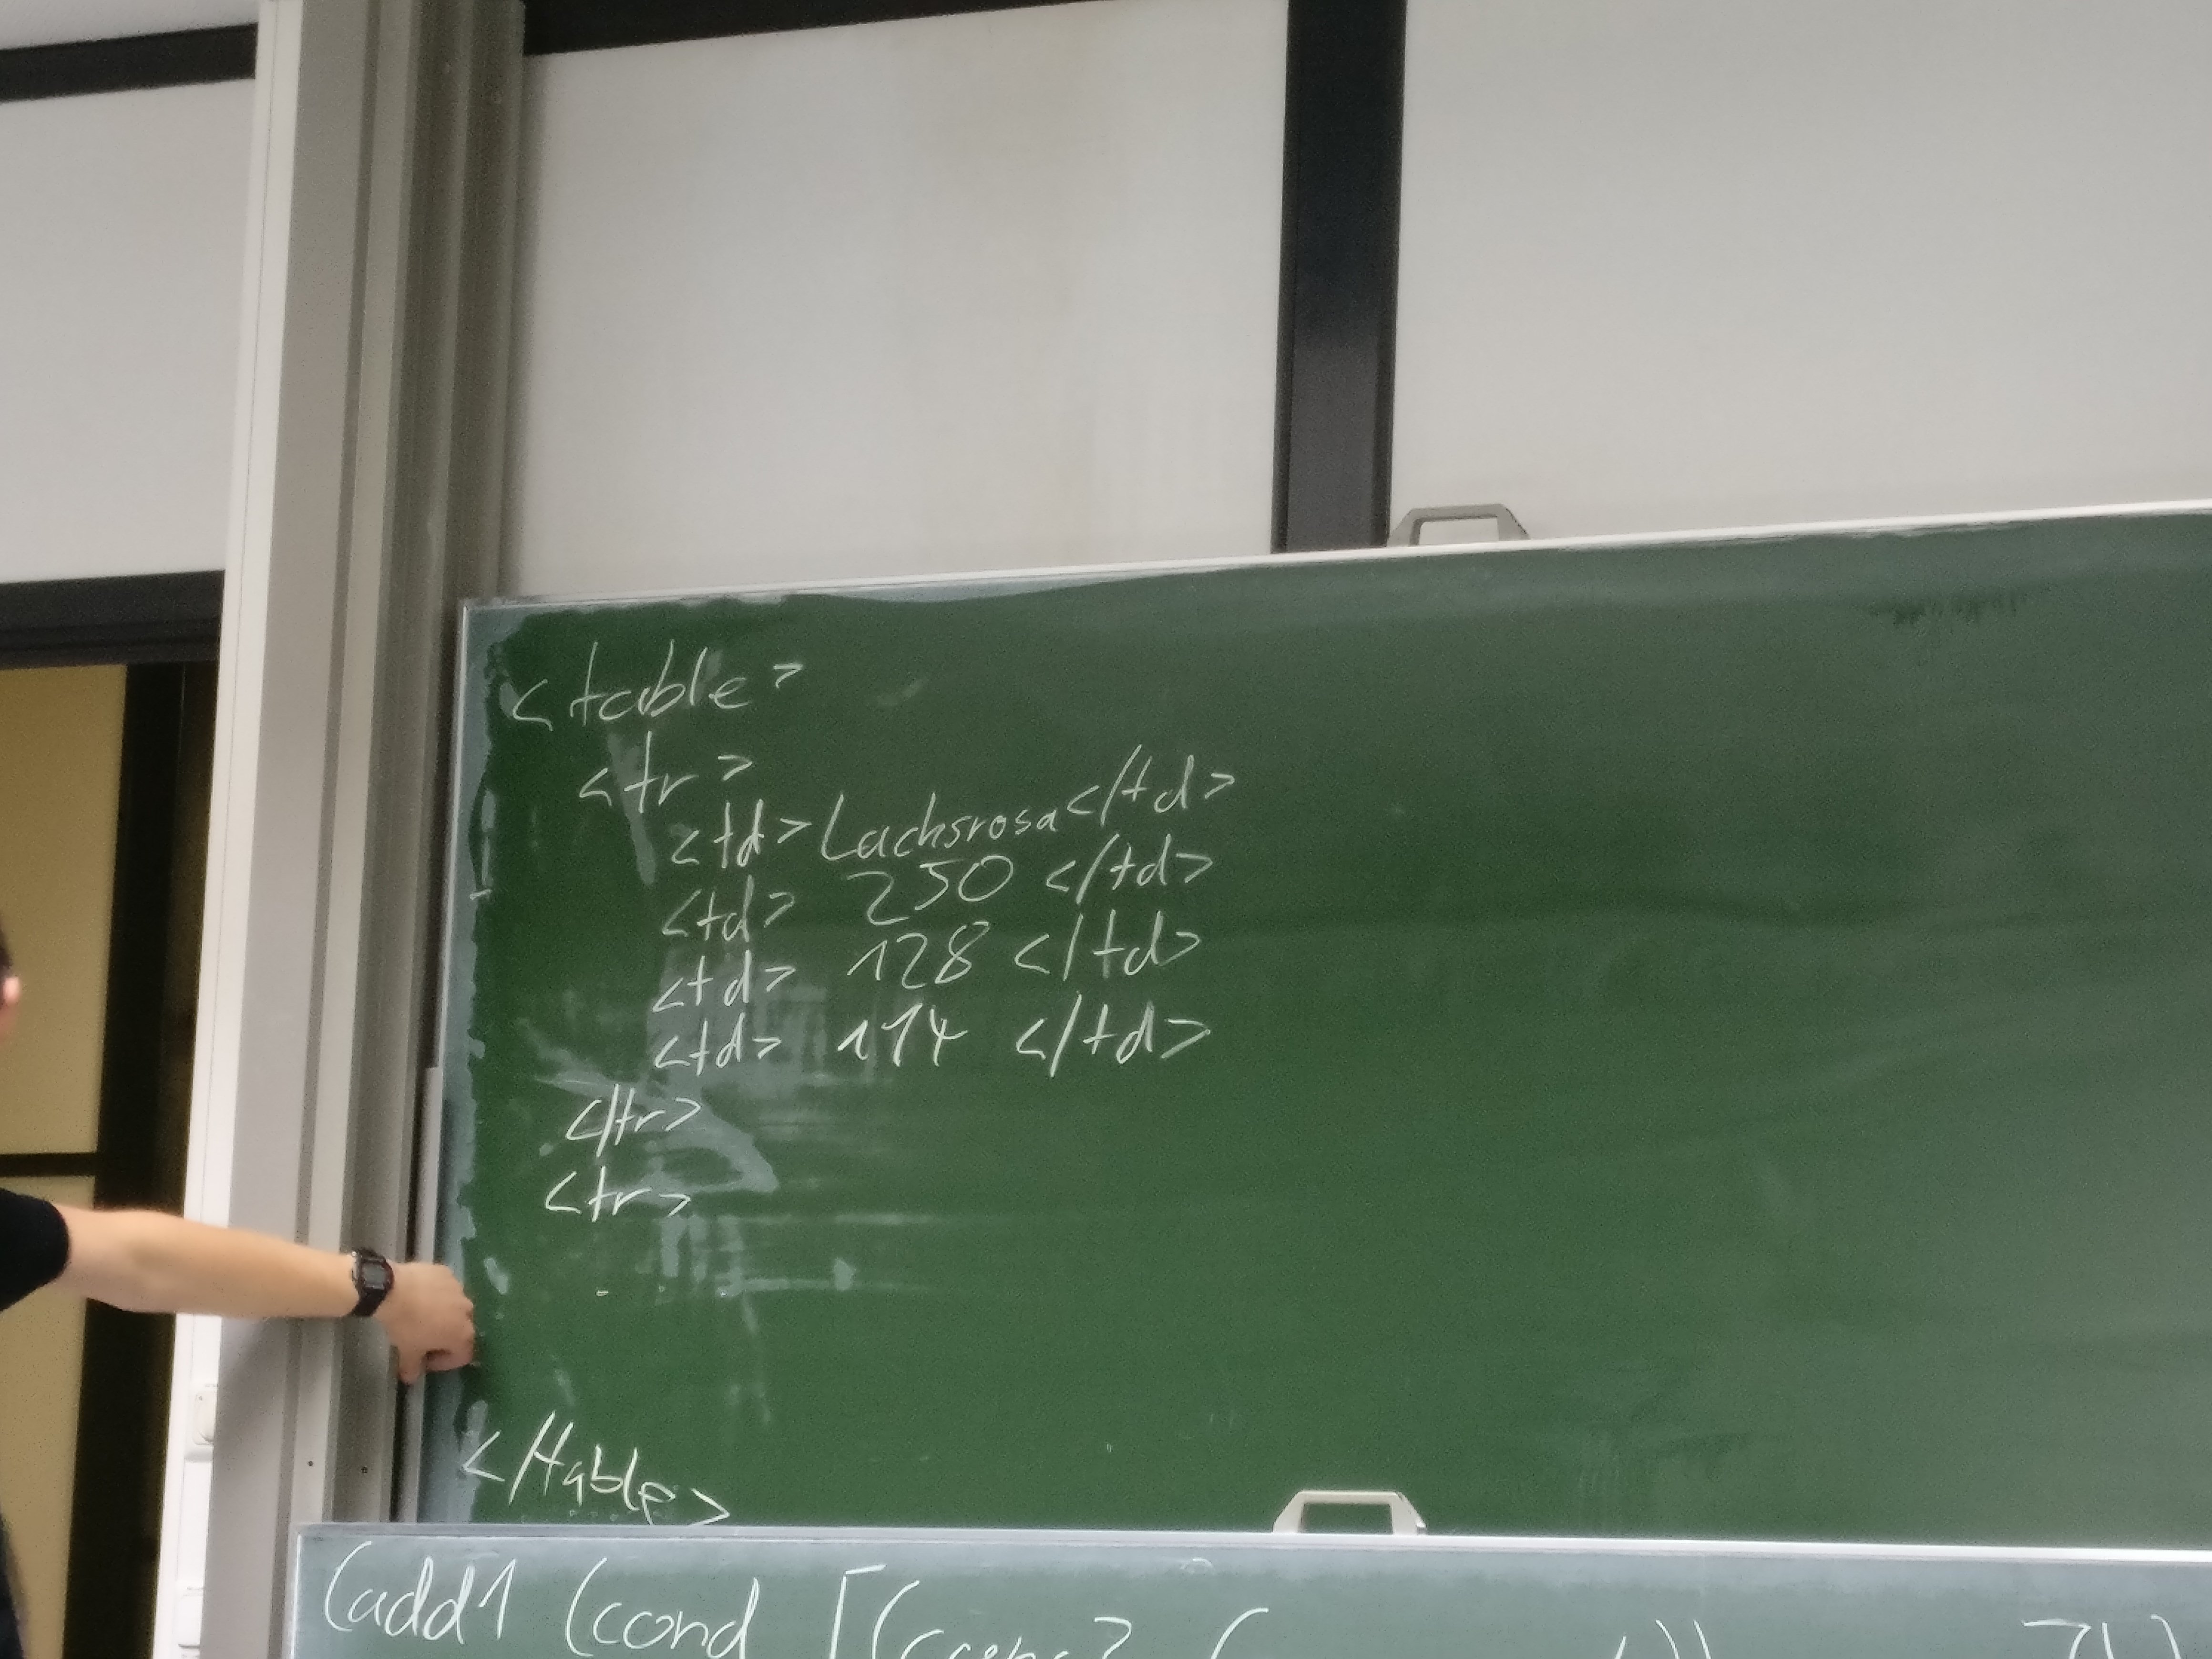 <table>
<tr>
<td>Lachsrosa</td>
<td> 250 </td>
<td> 128 </td>
<td> 114 </td>
</tr>
<tr>
</table>
(add1 (cond [(cons? (